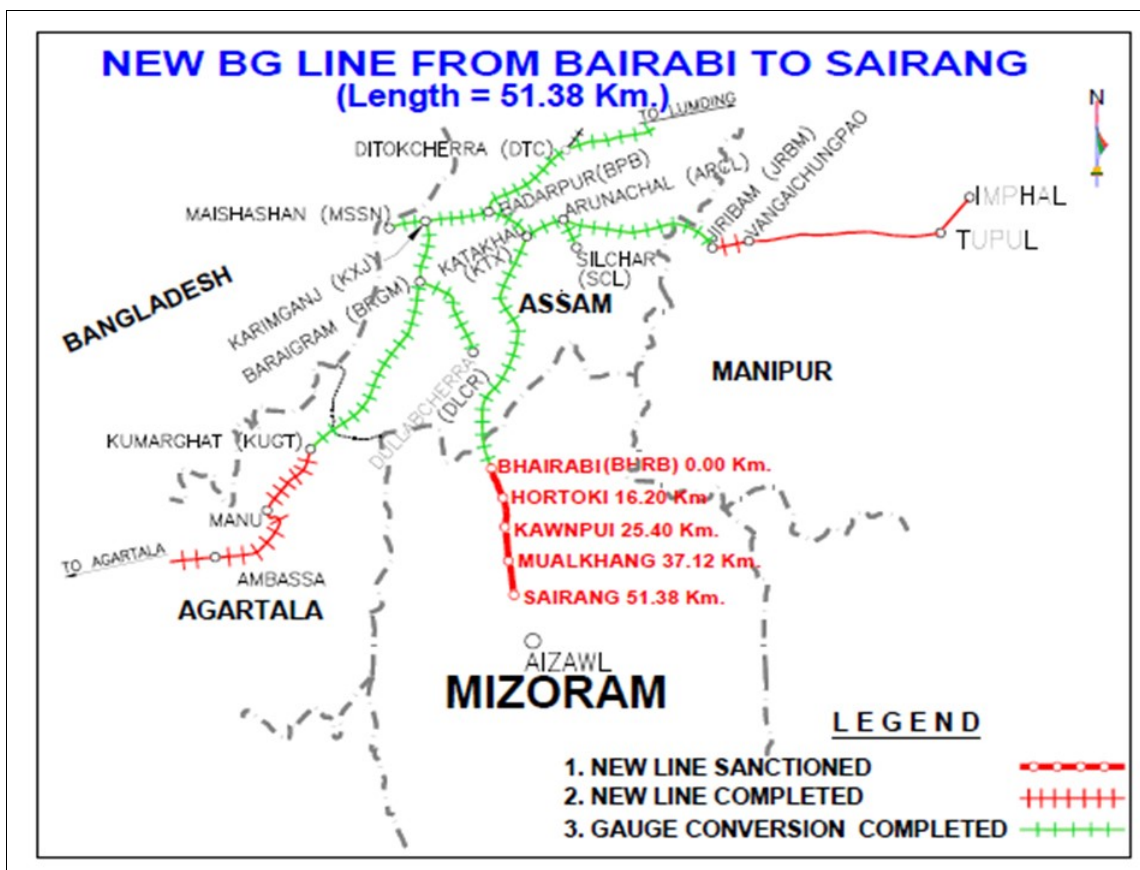 NEW BG LINE FROM BAIRABI TO SAIRANG
(Length = 51.38 Km.)
N
TO LUMDING
DITOKCHERRA (DTC)
BADARPUR(BPB)
ARUNACHAL (ARCL)
JIRIBAM (JRBM)
VANGAICHUNGPAO
IMPHAL
MAISHASHAN (MSSN)
TUPUL
KATAKHAL
(KTX)
SILCHAR
(SCL)
KARIMGANJ (KXJ)
BANGLADESH
BARAIGRAM (BRGM)
ASSAM
MANIPUR
DULLABCHERRA
(DLCR)
KUMARGHAT (KUGT)
BHAIRABI(BHRB) 0.00 Km.
HORTOKI 16.20 Km
MANU
KAWNPUI 25.40 Km.
TO AGARTALA
MUALKHANG 37.12 Km.
AMBASSA
SAIRANG 51.38 Km.
AGARTALA
AIZAWL
MIZORAM
LEGEND
1. NEW LINE SANCTIONED
2. NEW LINE COMPLETED
3. GAUGE CONVERSION COMPLETED